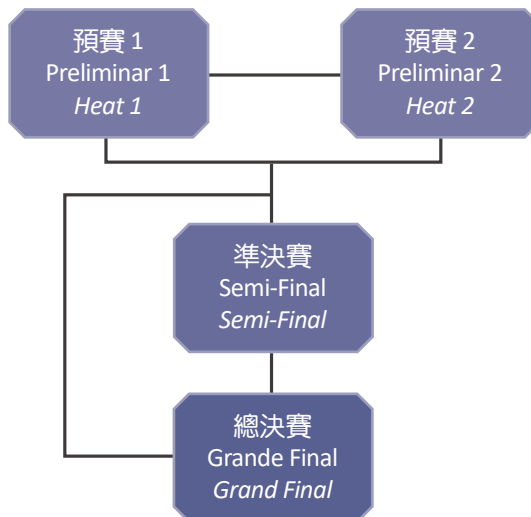 預賽 1
Preliminar 1
Heat 1
預賽 2
Preliminar 2
Heat 2
準決賽
Semi-Final
Semi-Final
總決賽
Grande Final
Grand Final